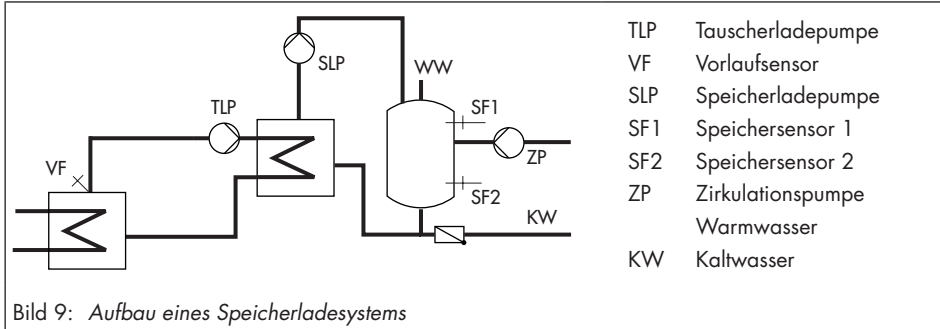 SLP
WW
TLP
SF1
VF
ZP
SF2
KW
TLP Tauscherladepumpe
VF Vorlaufsensor
SLP Speicherladepumpe
SF1 Speichersensor 1
SF2 Speichersensor 2
ZP Zirkulationspumpe
Warmwasser
KW Kaltwasser
Bild 9: Aufbau eines Speicherladesystems